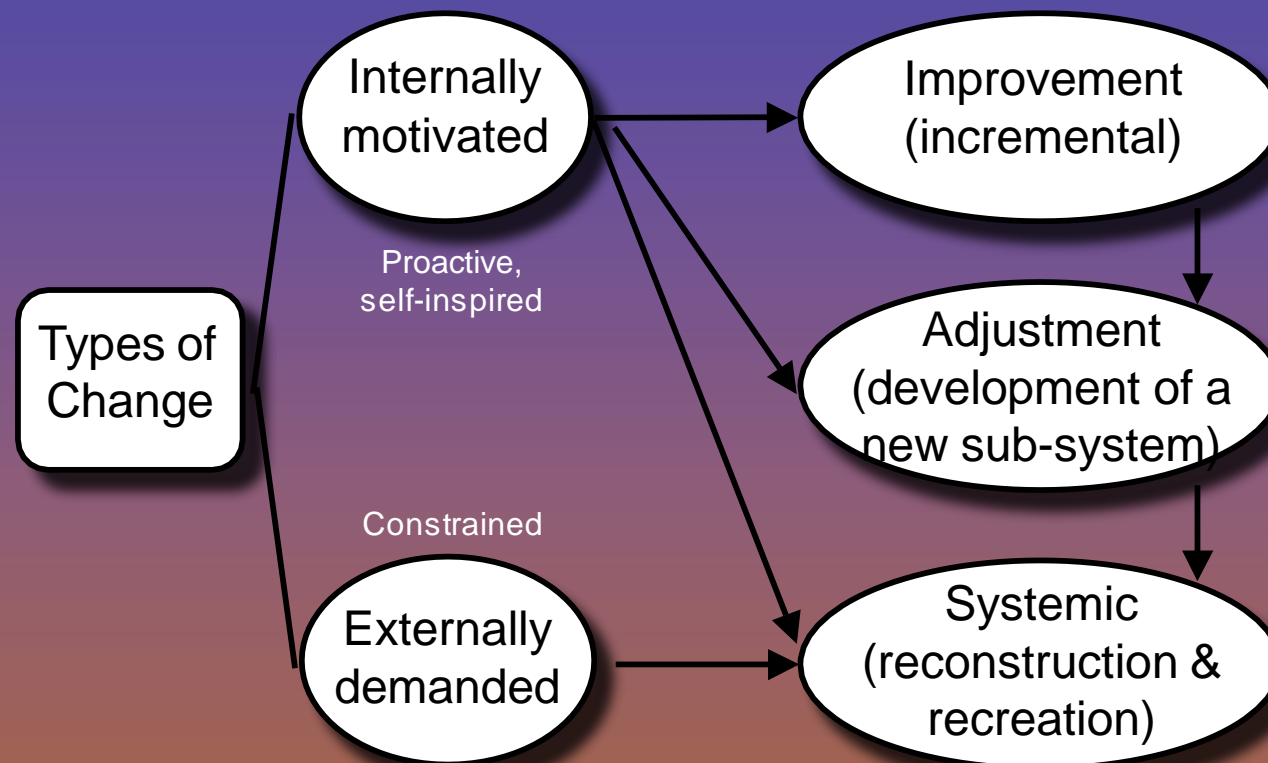 Types of
Change
Internally
motivated
Proactive,
self-inspired
Constrained
Externally
demanded
Improvement
(incremental)
Adjustment
(development of a
new sub-system)
Systemic
(reconstruction &
recreation)